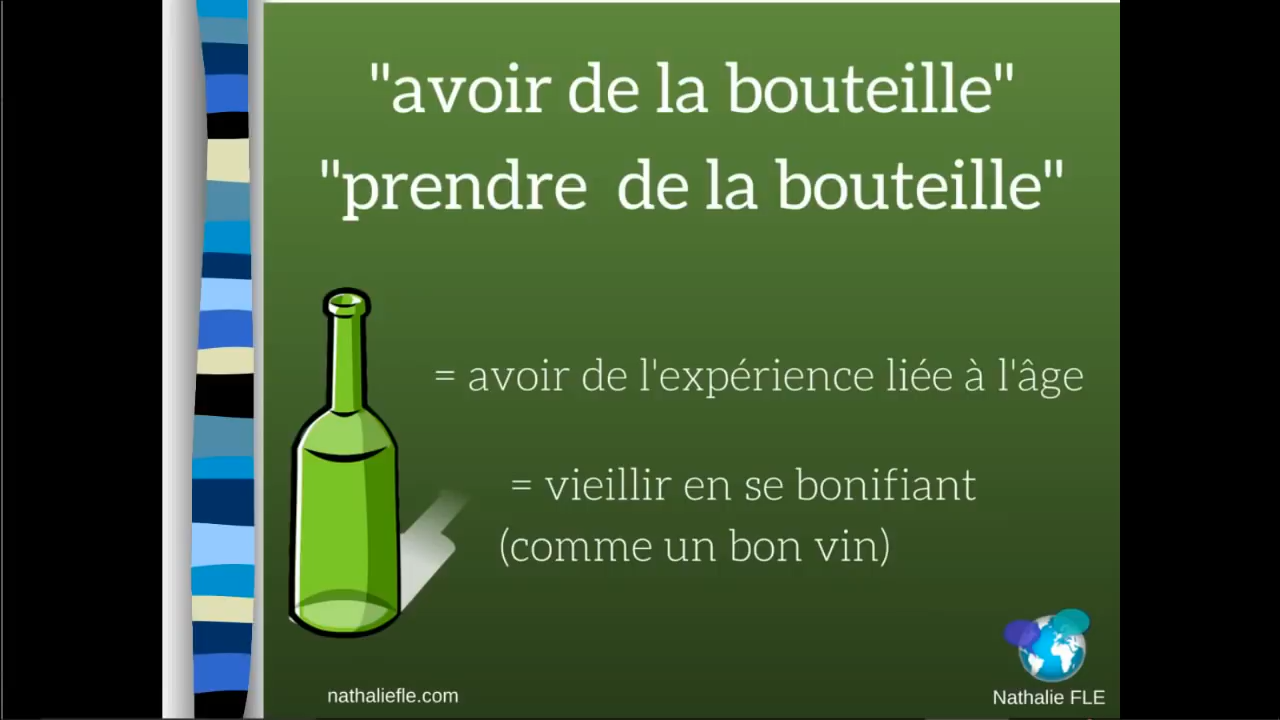 "avoir de la bouteille"
"prendre de la bouteille"
= avoir de l'expérience liée à l'âge
= vieillir en se bonifiant
(comme un bon vin)
nathaliefle.com
Nathalie FLE